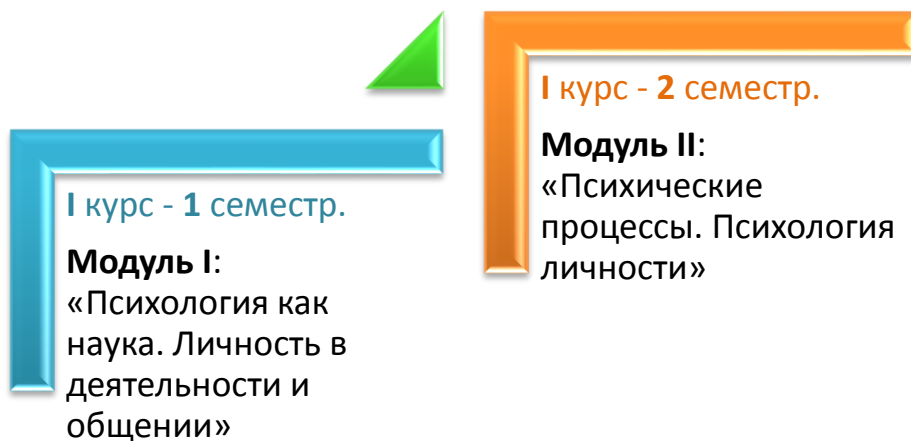 I курс - 1 семестр.
Модуль I:
«Психология как
наука. Личность в
деятельности и
общении»
I курс - 2 семестр.
Модуль II:
«Психические
процессы. Психология
личности»